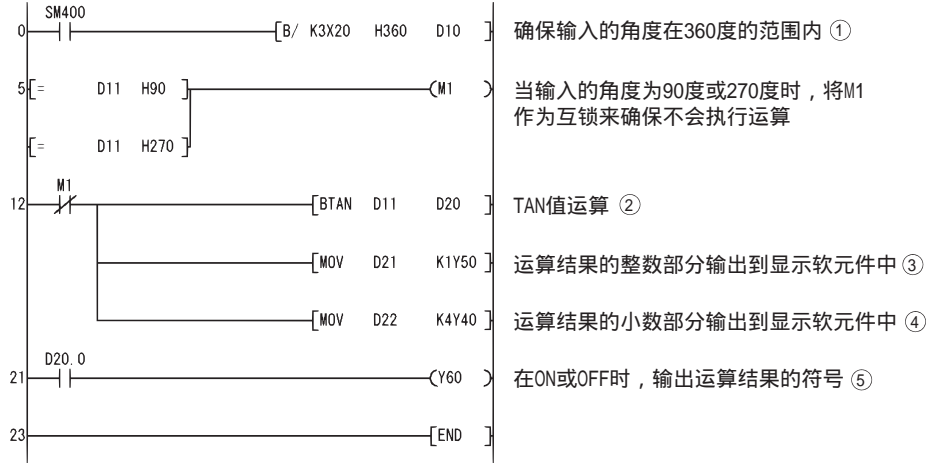 SM400
0 [B/ K3X20 H360 D10 ] 确保输入的角度在360度的范围内 ①
5 [= D11 H90 ] (M1 ) 当输入的角度为90度或270度时，将M1
作为互锁来确保不会执行运算
[= D11 H270 ]
M1
12 [BTAN D11 D20 ] TAN值运算 ②
[MOV D21 K1Y50 ] 运算结果的整数部分输出到显示软元件中 ③
[MOV D22 K4Y40 ] 运算结果的小数部分输出到显示软元件中 ④
D20.0
21 (Y60 ) 在ON或OFF时，输出运算结果的符号 ⑤
23 [END ]